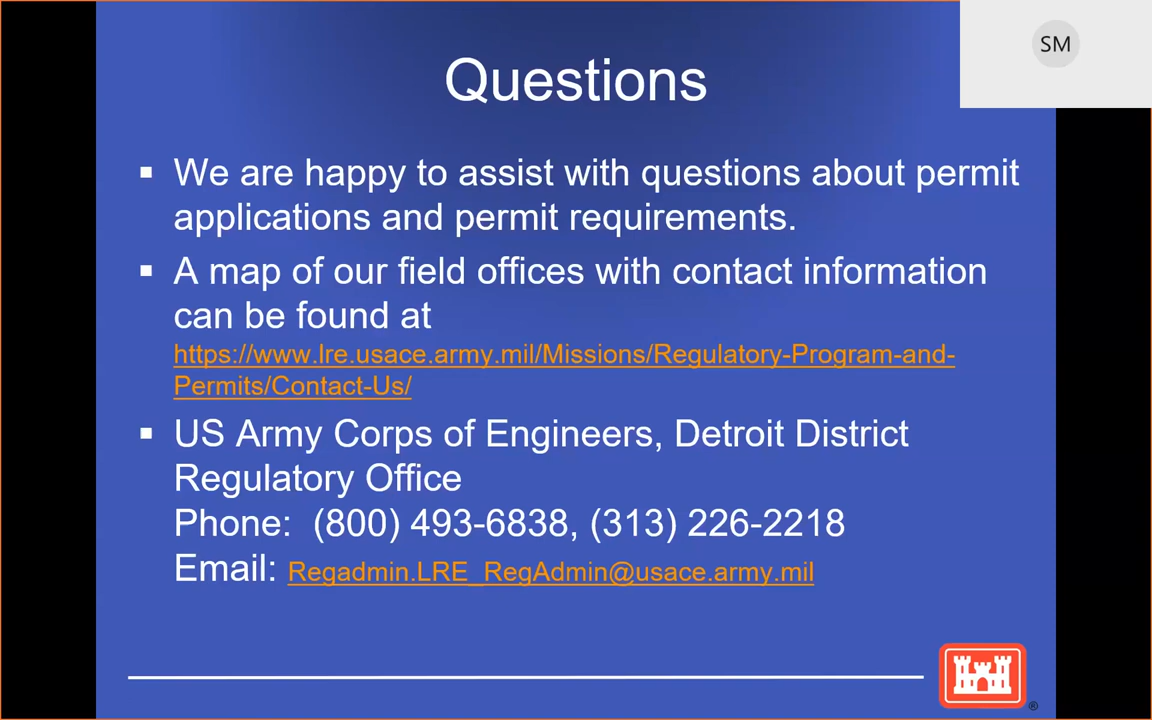 SM
Questions
▪ We are happy to assist with questions about permit
applications and permit requirements.
▪ A map of our field offices with contact information
can be found at
https://www.lre.usace.army.mil/Missions/Regulatory-Program-and-
Permits/Contact-Us/
▪ US Army Corps of Engineers, Detroit District
Regulatory Office
Phone:  (800) 493-6838, (313) 226-2218
Email: Regadmin.LRE_RegAdmin@usace.army.mil
®